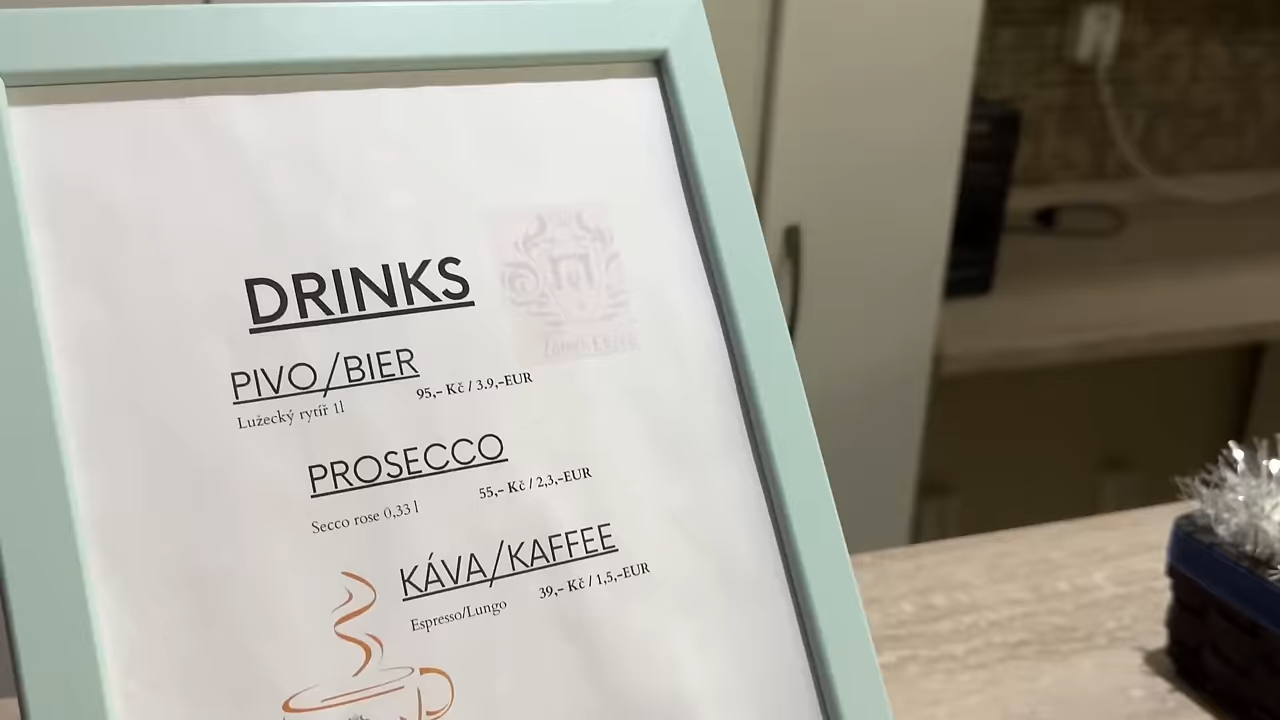 DRINKS
PIVO/BIER
Lužecký rytíř 1l 95,- Kč / 3.9,-EUR
PROSECCO
Secco rose 0,33 l 55,- Kč / 2,3,-EUR
KÁVA/KAFFEE
Espresso/Lungo 39,- Kč / 1,5,-EUR